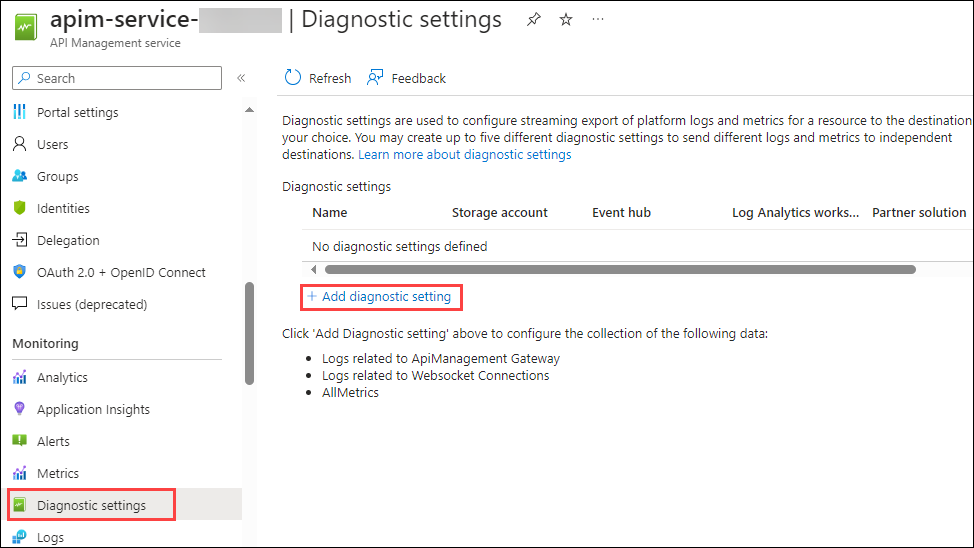 apim-service- | Diagnostic settings
API Management service
Search
Portal settings
Users
Groups
Identities
Delegation
OAuth 2.0 + OpenID Connect
Issues (deprecated)
Monitoring
Analytics
Application Insights
Alerts
Metrics
Diagnostic settings
Logs
Refresh Feedback
Diagnostic settings are used to configure streaming export of platform logs and metrics for a resource to the destination
your choice. You may create up to five different diagnostic settings to send different logs and metrics to independent
destinations. Learn more about diagnostic settings
Diagnostic settings
Name Storage account Event hub Log Analytics works... Partner solution
No diagnostic settings defined
+ Add diagnostic setting
Click 'Add Diagnostic setting' above to configure the collection of the following data:
• Logs related to ApiManagement Gateway
• Logs related to Websocket Connections
• AllMetrics